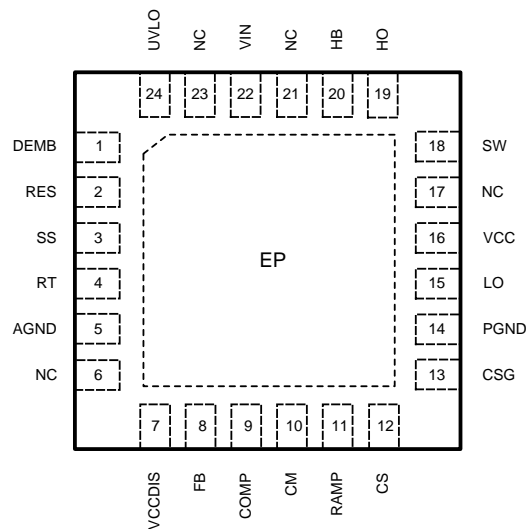 UVLO
NC
VIN
NC
HB
HO
24
23
22
21
20
19
DEMB 1
RES 2
SS 3
RT 4
AGND 5
NC 6
EP
18 SW
17 NC
16 VCC
15 LO
14 PGND
13 CSG
7
8
9
10
11
12
VCCDIS
FB
COMP
CM
RAMP
CS